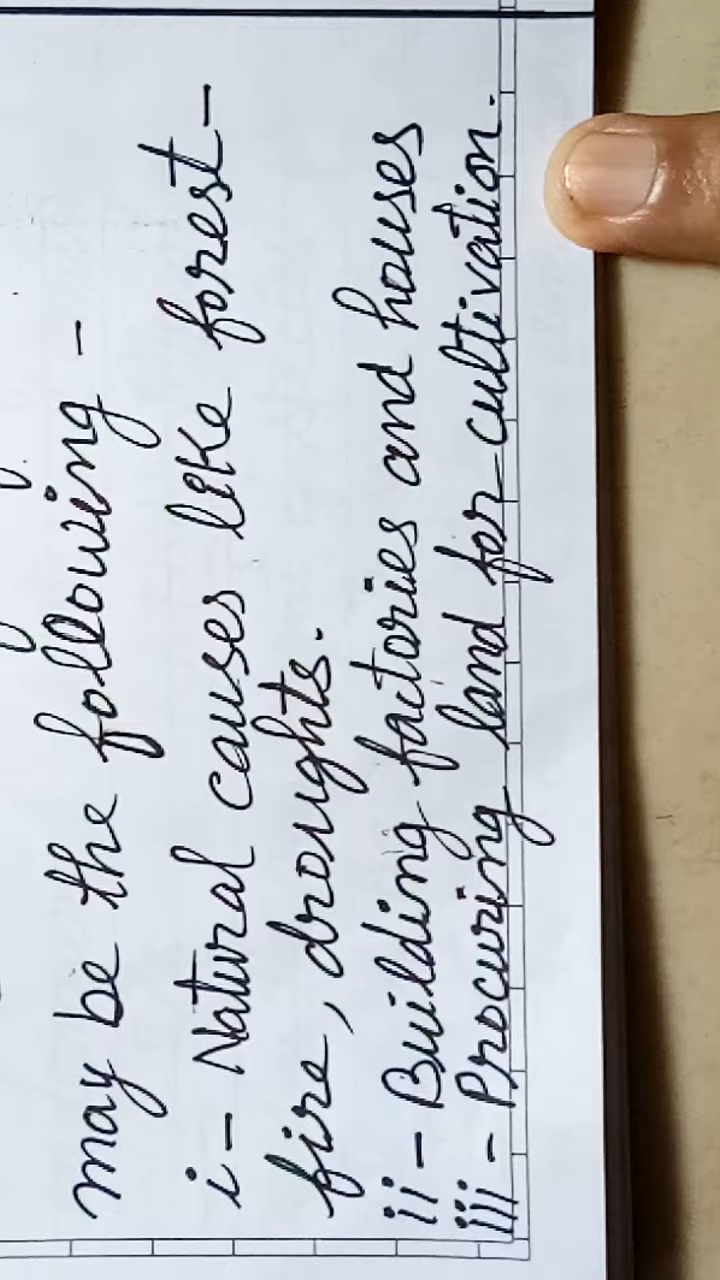 may be the following -
i- Natural causes like forest-
fire, droughts.
ii- Building factories and houses
iii- Procuring land for cultivation.